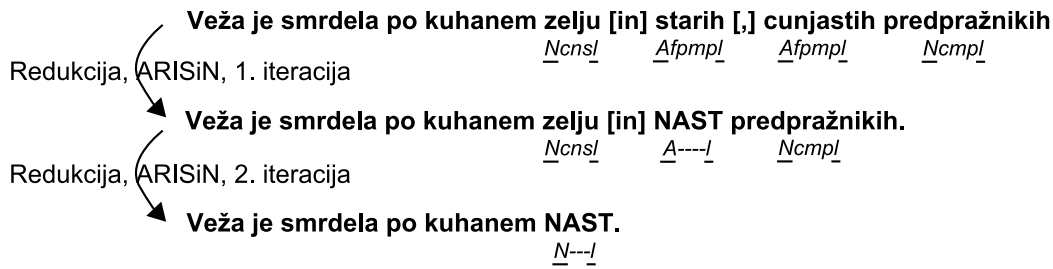 Veža je smrdela po kuhanem zelju [in] starih [,] cunjastih predpražnikih
Ncnsl Afpmpl Afpmpl Ncmpl
Redukcija, ARISiN, 1. iteracija
Veža je smrdela po kuhanem zelju [in] NAST predpražnikih.
Ncnsl A----l Ncmpl
Redukcija, ARISiN, 2. iteracija
Veža je smrdela po kuhanem NAST.
N---l